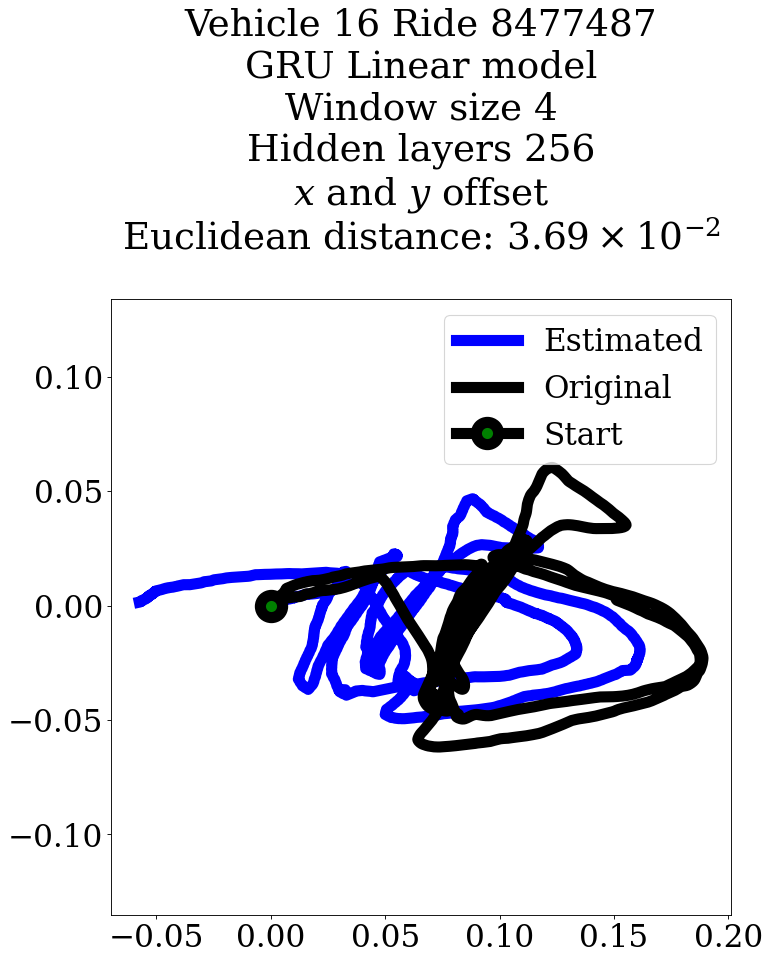 Vehicle 16 Ride 8477487
GRU Linear model
Window size 4
Hidden layers 256
x and y offset
Euclidean distance: 3.69 × 10⁻²
Estimated
Original
Start
0.10
0.05
0.00
−0.05
−0.10
−0.05 0.00 0.05 0.10 0.15 0.20